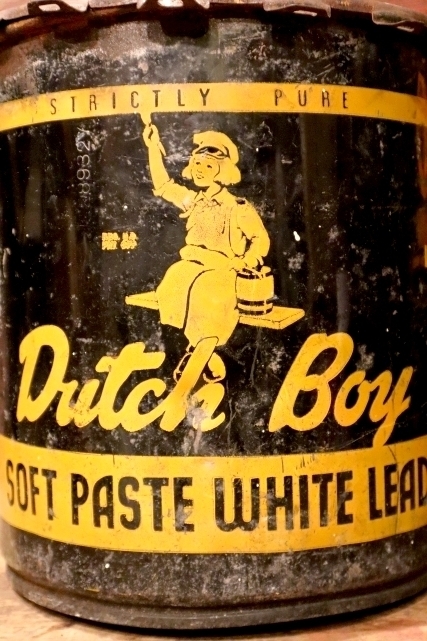 STRICTLY PURE
Dutch Boy
SOFT PASTE WHITE LEAD